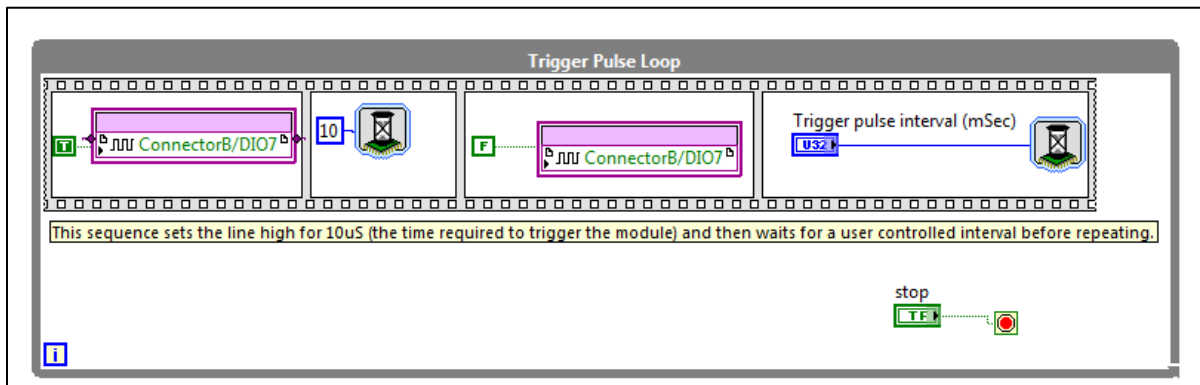 Trigger Pulse Loop
T
ConnectorB/DIO7
10
F
ConnectorB/DIO7
Trigger pulse interval (mSec)
U32
This sequence sets the line high for 10uS (the time required to trigger the module) and then waits for a user controlled interval before repeating.
stop
TF
i